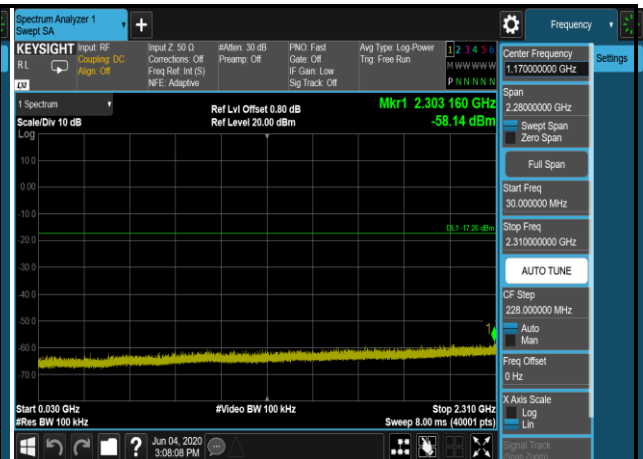 Spectrum Analyzer 1
Swept SA
Frequency
KEYSIGHT
RL
LXI
Input: RF
Coupling: DC
Align: Off
Input Z: 50 Ω
Corrections: Off
Freq Ref: Int (S)
NFE: Adaptive
#Atten: 30 dB
Preamp: Off
PNO: Fast
Gate: Off
IF Gain: Low
Sig Track: Off
Avg Type: Log-Power
Trig: Free Run
1 2 3 4 5 6
M W W W W W
P N N N N N
1 Spectrum
Scale/Div 10 dB
Ref Lvl Offset 0.80 dB
Ref Level 20.00 dBm
Mkr1 2.303 160 GHz
-58.14 dBm
Log
10.0
0.00
-10.0
-20.0
-30.0
-40.0
-50.0
-60.0
-70.0
DL1 -17.26 dBm
1
Start 0.030 GHz
#Res BW 100 kHz
#Video BW 100 kHz
Stop 2.310 GHz
Sweep 8.00 ms (40001 pts)
Jun 04, 2020
3:08:08 PM
?
Center Frequency
1.170000000 GHz
Span
2.28000000 GHz
Swept Span
Zero Span
Full Span
Start Freq
30.000000 MHz
Stop Freq
2.310000000 GHz
AUTO TUNE
CF Step
228.000000 MHz
Auto
Man
Freq Offset
0 Hz
X Axis Scale
Log
Lin
Signal Track
(Span Zoom)
Settings